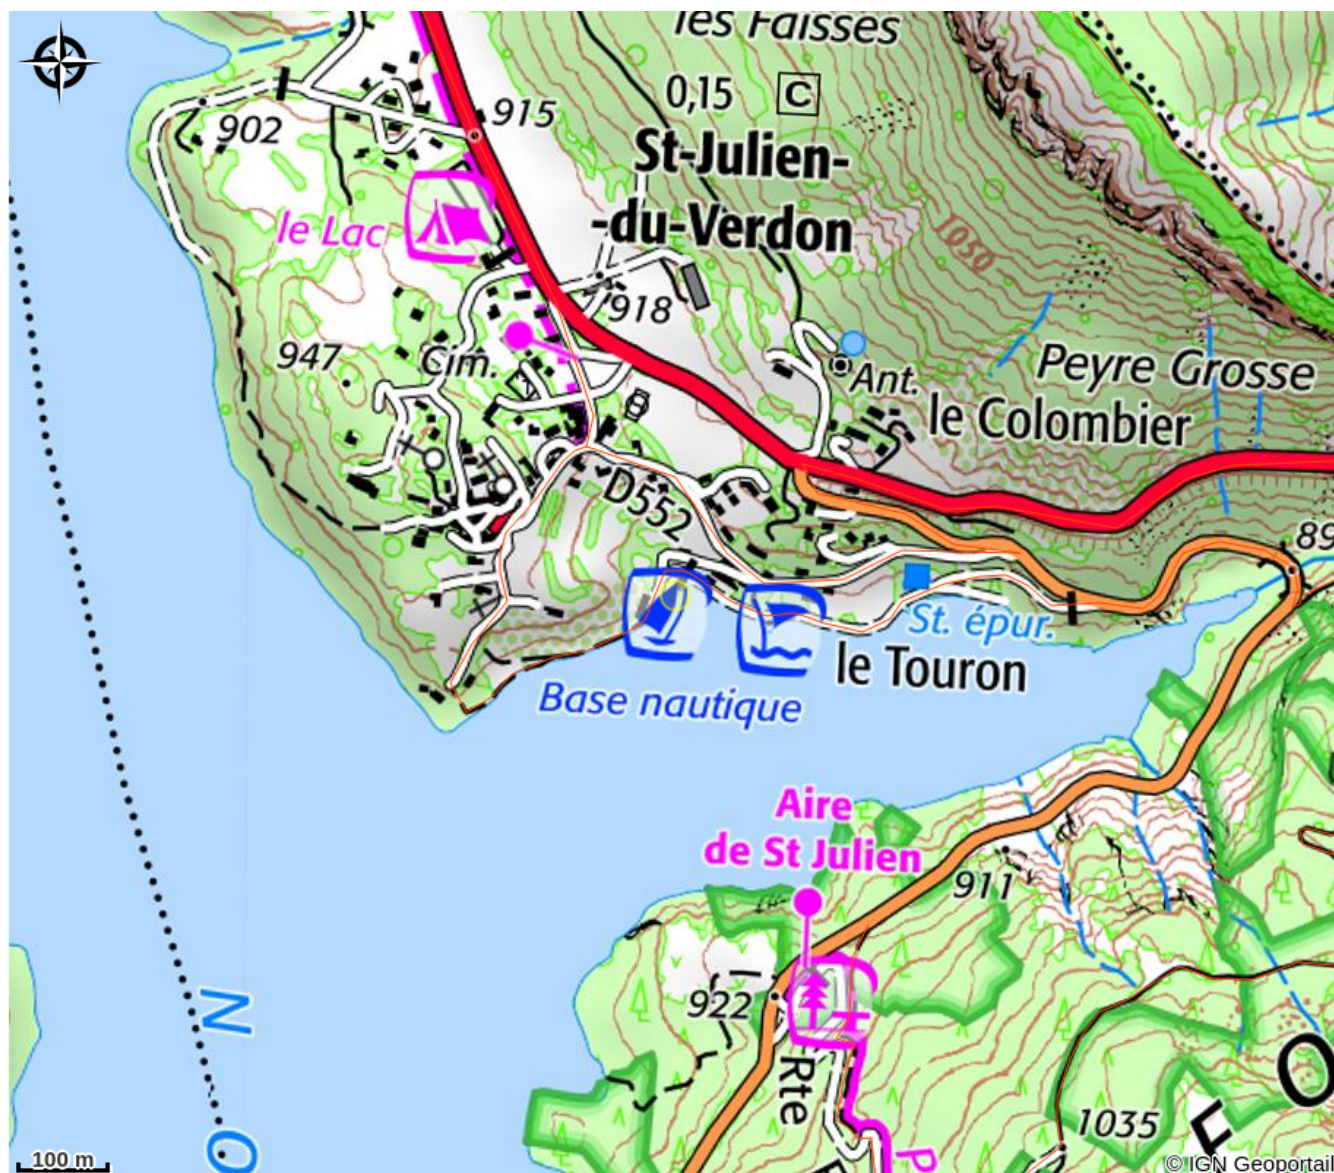 les Faisses
0,15 C
915
902
St-Julien-
-du-Verdon
le Lac
1050
918
947
Cim.
Ant.
Peyre Grosse
le Colombier
D552
St. épur.
le Touron
Base nautique
Aire
de St Julien
911
922
Rte
N
O
1035
F
O
P
100 m
© IGN Geoportail